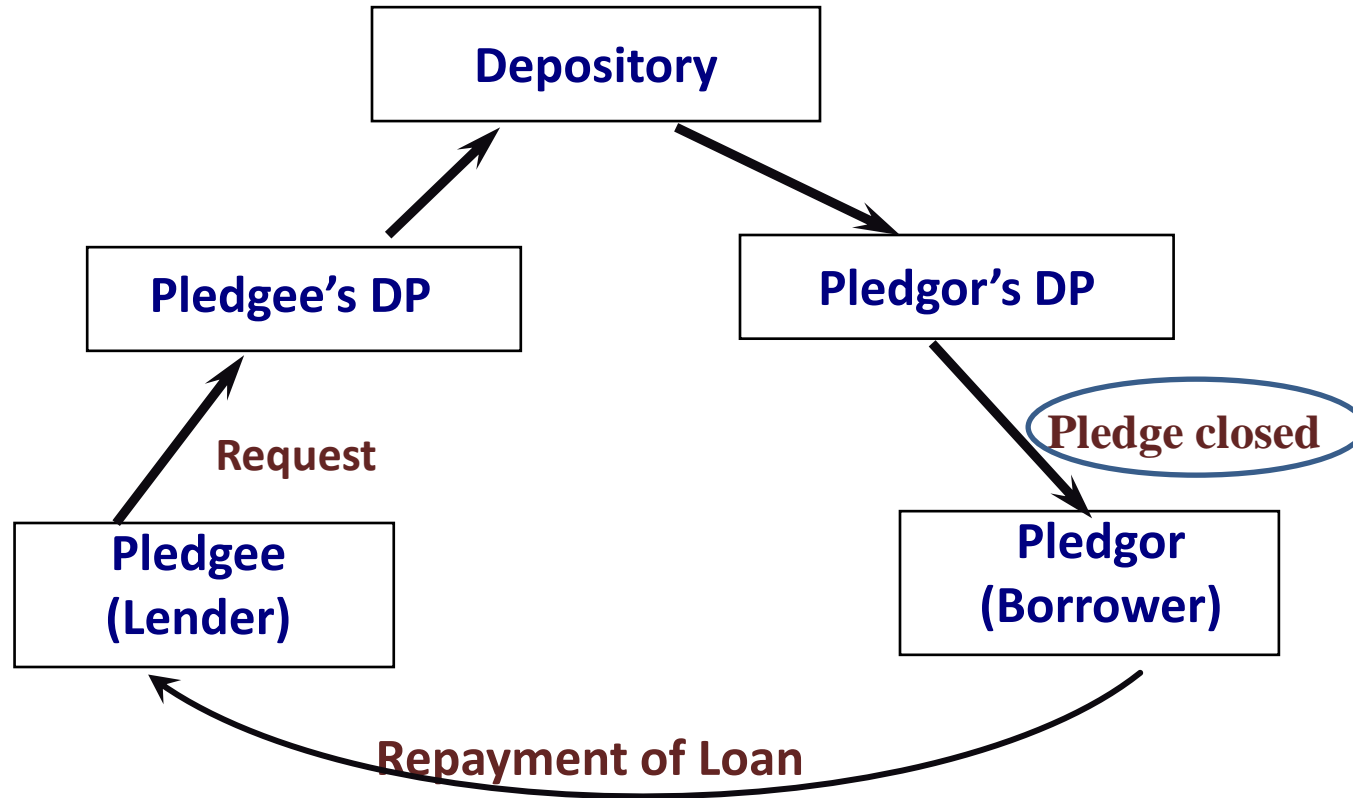 Depository
Pledgee’s DP
Pledgor’s DP
Pledge closed
Request
Pledgee
(Lender)
Pledgor
(Borrower)
Repayment of Loan